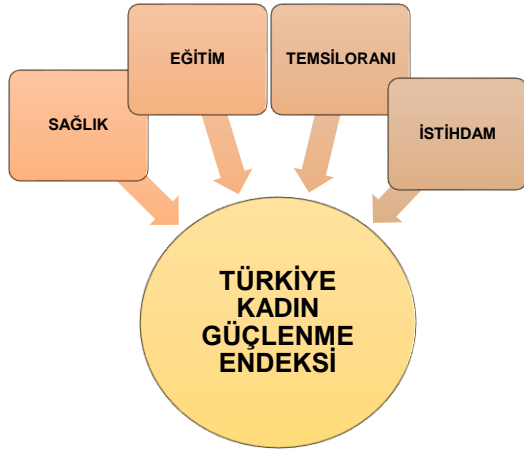 SAĞLIK
EĞİTİM
TEMSİLORANI
İSTİHDAM
TÜRKİYE
KADIN
GÜÇLENME
ENDEKSİ